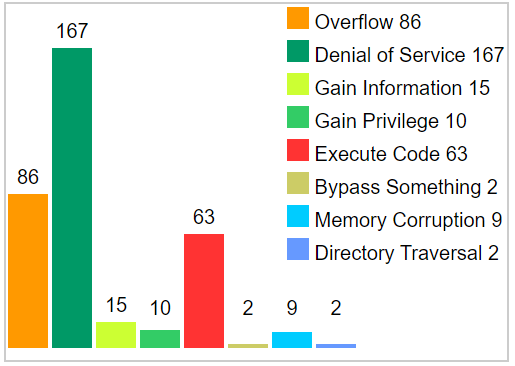 167
86
15
10
63
2
9
2
Overflow 86
Denial of Service 167
Gain Information 15
Gain Privilege 10
Execute Code 63
Bypass Something 2
Memory Corruption 9
Directory Traversal 2